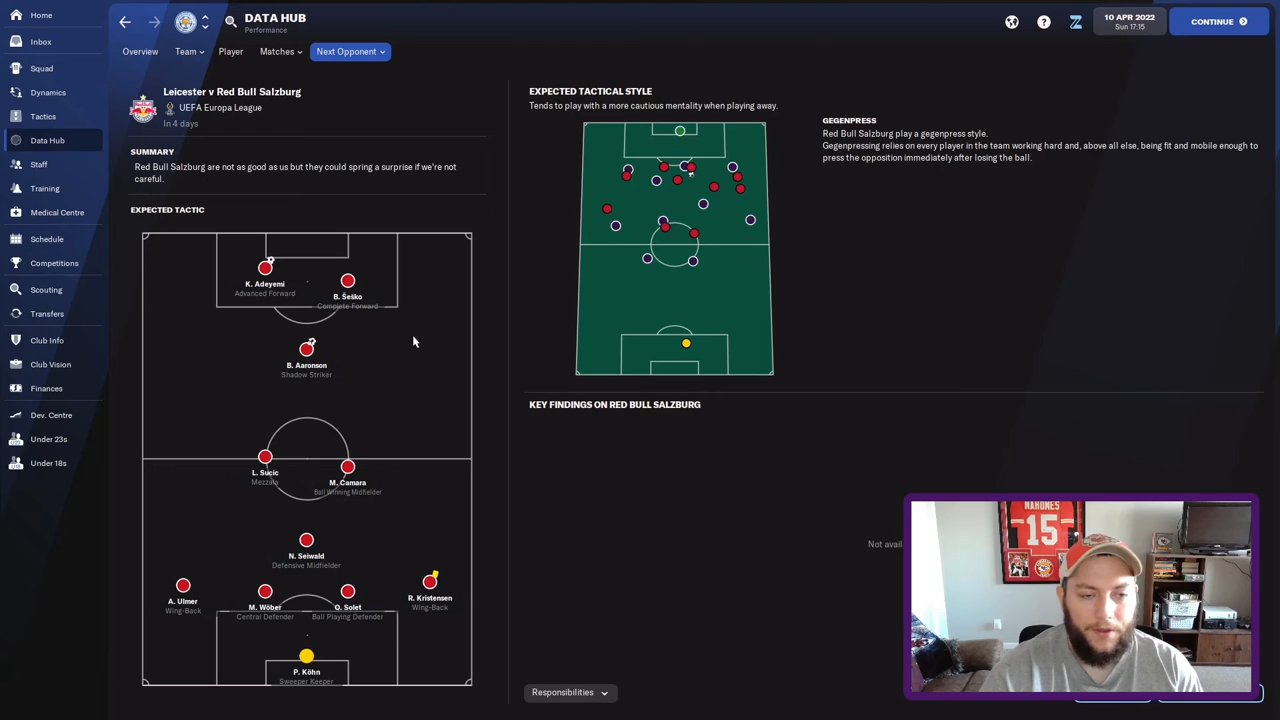 Home
Inbox
Squad
Dynamics
Tactics
Data Hub
Staff
Training
Medical Centre
Schedule
Competitions
Scouting
Transfers
Club Info
Club Vision
Finances
Dev. Centre
Under 23s
Under 18s
DATA HUB
Performance
10 APR 2022
Sun 17:15
CONTINUE
Overview
Team
Player
Matches
Next Opponent
Leicester v Red Bull Salzburg
UEFA Europa League
In 4 days
SUMMARY
Red Bull Salzburg are not as good as us but they could spring a surprise if we're not
careful.
EXPECTED TACTIC
K. Adeyemi
Advanced Forward
B. Šeško
Complete Forward
B. Aaronson
Shadow Striker
L. Sucic
Mezzala
M. Camara
Ball Winning Midfielder
N. Seiwald
Defensive Midfielder
A. Ulmer
Wing-Back
M. Wöber
Central Defender
O. Solet
Ball Playing Defender
R. Kristensen
Wing-Back
P. Köhn
Sweeper Keeper
EXPECTED TACTICAL STYLE
Tends to play with a more cautious mentality when playing away.
GEGENPRESS
Red Bull Salzburg play a gegenpress style.
Gegenpressing relies on every player in the team working hard and, above all else, being fit and mobile enough to
press the opposition immediately after losing the ball.
KEY FINDINGS ON RED BULL SALZBURG
Not
Responsibilities
MAHOMES
15